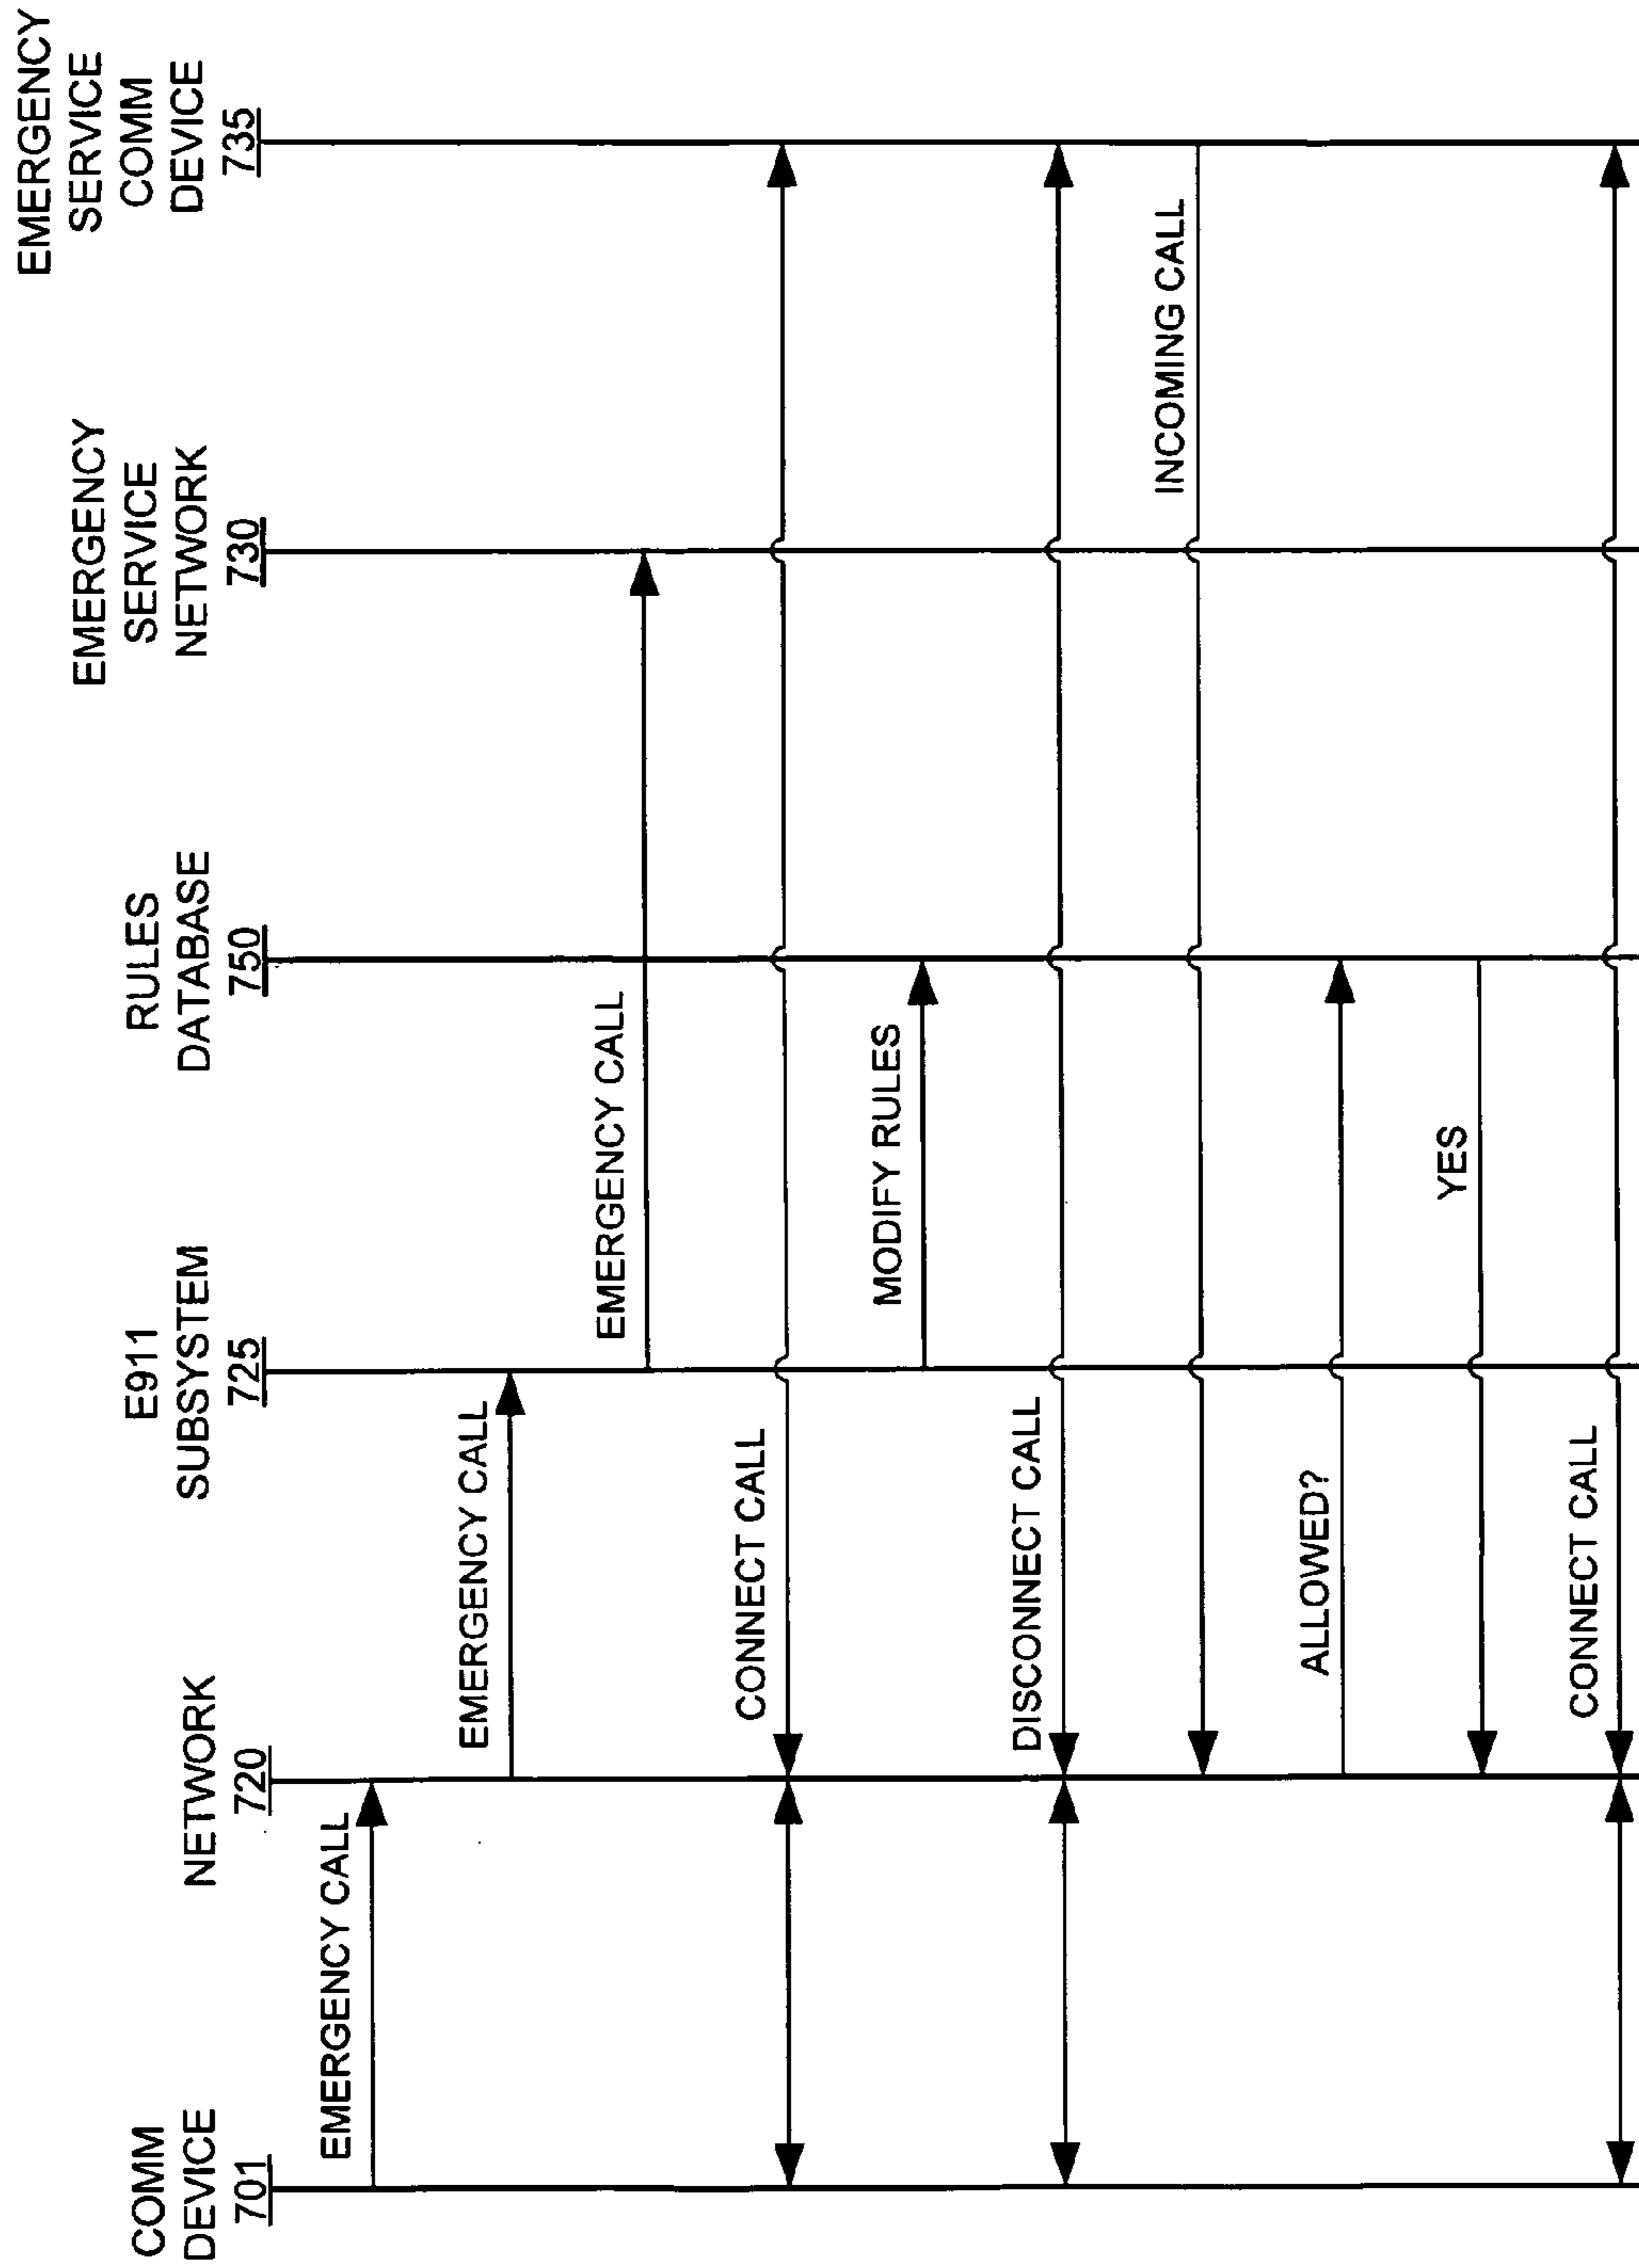 COMM
DEVICE
701
NETWORK
720
E911
SUBSYSTEM
725
RULES
DATABASE
750
EMERGENCY
SERVICE
NETWORK
730
EMERGENCY
SERVICE
COMM
DEVICE
735
EMERGENCY CALL
EMERGENCY CALL
EMERGENCY CALL
CONNECT CALL
MODIFY RULES
DISCONNECT CALL
INCOMING CALL
ALLOWED?
YES
CONNECT CALL